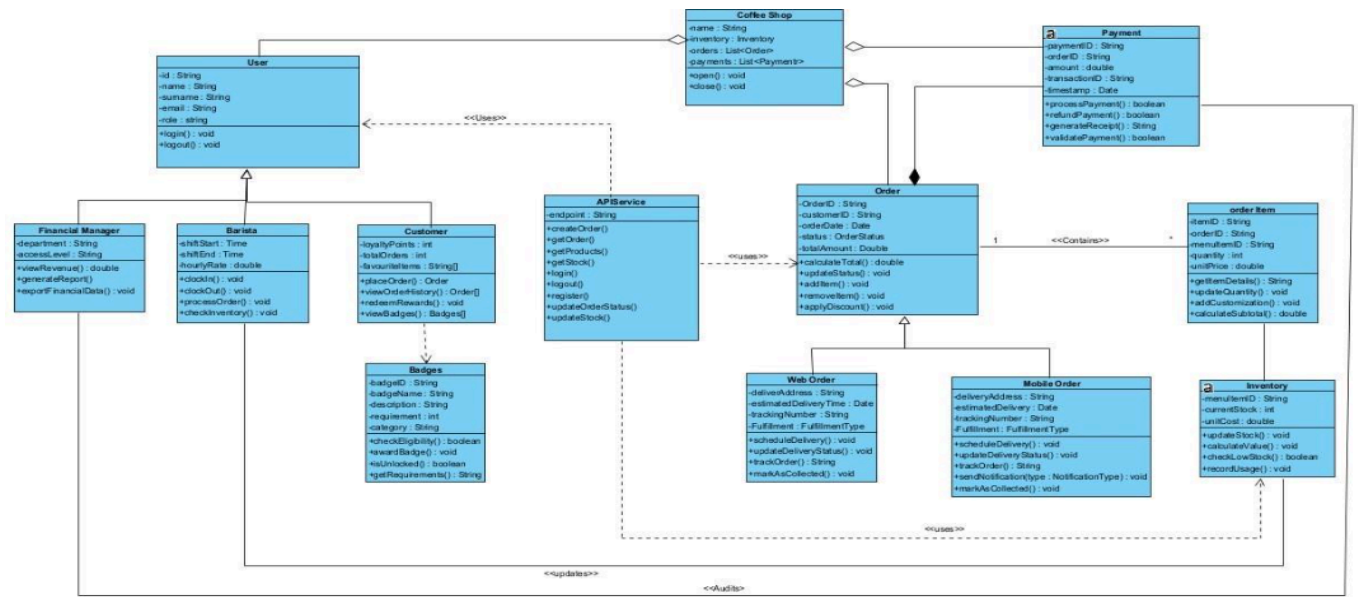 Coffee Shop
-name : String
-inventory : Inventory
-orders : List<Order>
-payments : List<Paymentr>
+open() : void
+close() : void
a
Payment
-paymentID : String
-orderID : String
-amount : double
-transactionID : String
-timestamp : Date
+processPayment() : boolean
+refundPayment() : boolean
+generateReceipt() : String
+validatePayment() : boolean
User
-id : String
-name : String
-surname : String
-email : String
-role : string
+login() : void
+logout() : void
<<Uses>>
Financial Manager
-department : String
-accessLevel : String
+viewRevenue() : double
+generateReport()
+exportFinancialData() : void
Barista
-shiftStart : Time
-shiftEnd : Time
-hourlyRate : double
+clockIn() : void
+clockOut() : void
+processOrder() : void
+checkInventory() : void
Customer
-loyaltyPoints : int
-totalOrders : int
-favouriteItems : String[]
+placeOrder() : Order
+viewOrderHistory() : Order[]
+redeemRewards() : void
+viewBadges() : Badges[]
APIService
-endpoint : String
+createOrder()
+getOrder()
+getProducts()
+getStock()
+login()
+logout()
+register()
+updateOrderStatus()
+updateStock()
<<uses>>
Order
-OrderID : String
-customerID : String
-orderDate : Date
-status : OrderStatus
-totalAmount : Double
+calculateTotal() : double
+updateStatus() : void
+addItem() : void
+removeItem() : void
+applyDiscount() : void
1
<<Contains>>
*
order Item
-itemID : String
-orderID : String
-menuItemID : String
-quantity : int
-unitPrice : double
+getItemDetails() : String
+updateQuantity() : void
+addCustomization() : void
+calculateSubtotal() : double
Badges
-badgeID : String
-badgeName : String
-description : String
-requirement : int
-category : String
+checkEligibility() : boolean
+awardBadge() : void
+isUnlocked() : boolean
+getRequirements() : String
Web Order
-deliverAddress : String
-estimatedDeliveryTime : Date
-trackingNumber : String
-Fulfillment : FulfillmentType
+scheduleDelivery() : void
+updateDeliveryStatus() : void
+trackOrder() : String
+markAsCollected() : void
Mobile Order
-deliveryAddress : String
-estimatedDelivery : Date
-trackingNumber : String
-Fulfillment : FulfillmentType
+scheduleDelivery() : void
+updateDeliveryStatus() : void
+trackOrder() : String
+sendNotification(type : NotificationType) : void
+markAsCollected() : void
a
Inventory
-menuItemID : String
-currentStock : int
-unitCost : double
+updateStock() : void
+calculateValue() : void
+checkLowStock() : boolean
+recordUsage() : void
<<uses>>
<<updates>>
<<Audits>